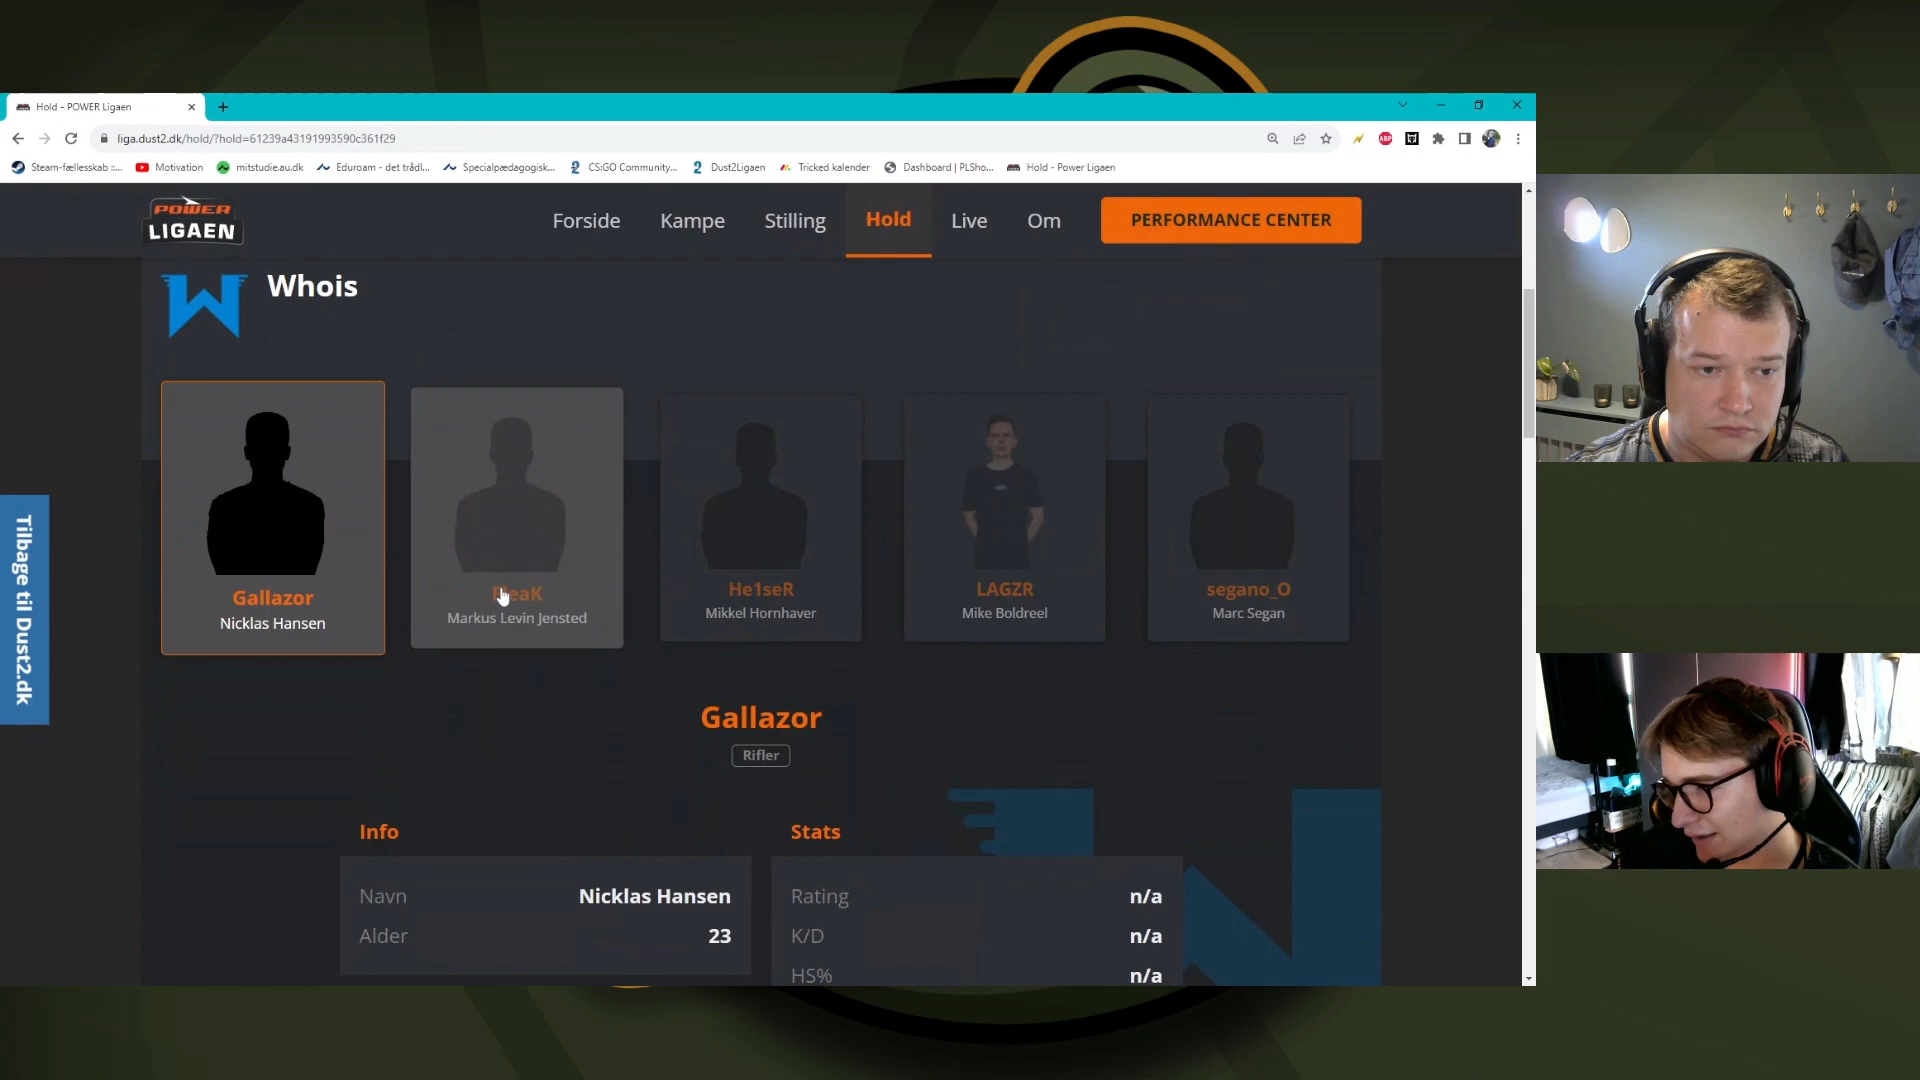 Hold - POWER Ligaen
liga.dust2.dk/hold/?hold=61239a43191993590c361f29
Steam-fællesskab ::...
Motivation
mitstudie.au.dk
Eduroam - det trådl...
Specialpædagogisk...
CS:GO Community...
Dust2Ligaen
Tricked kalender
Dashboard | PLSho...
Hold - Power Ligaen
POWER
LIGAEN
Forside
Kampe
Stilling
Hold
Live
Om
PERFORMANCE CENTER
Whois
Gallazor
Nicklas Hansen
Markus Levin Jensted
He1seR
Mikkel Hornhaver
LAGZR
Mike Boldreel
segano_O
Marc Segan
Tilbage til Dust2.dk
Gallazor
Rifler
Info
Navn Nicklas Hansen
Alder 23
Stats
Rating n/a
K/D n/a
HS% n/a